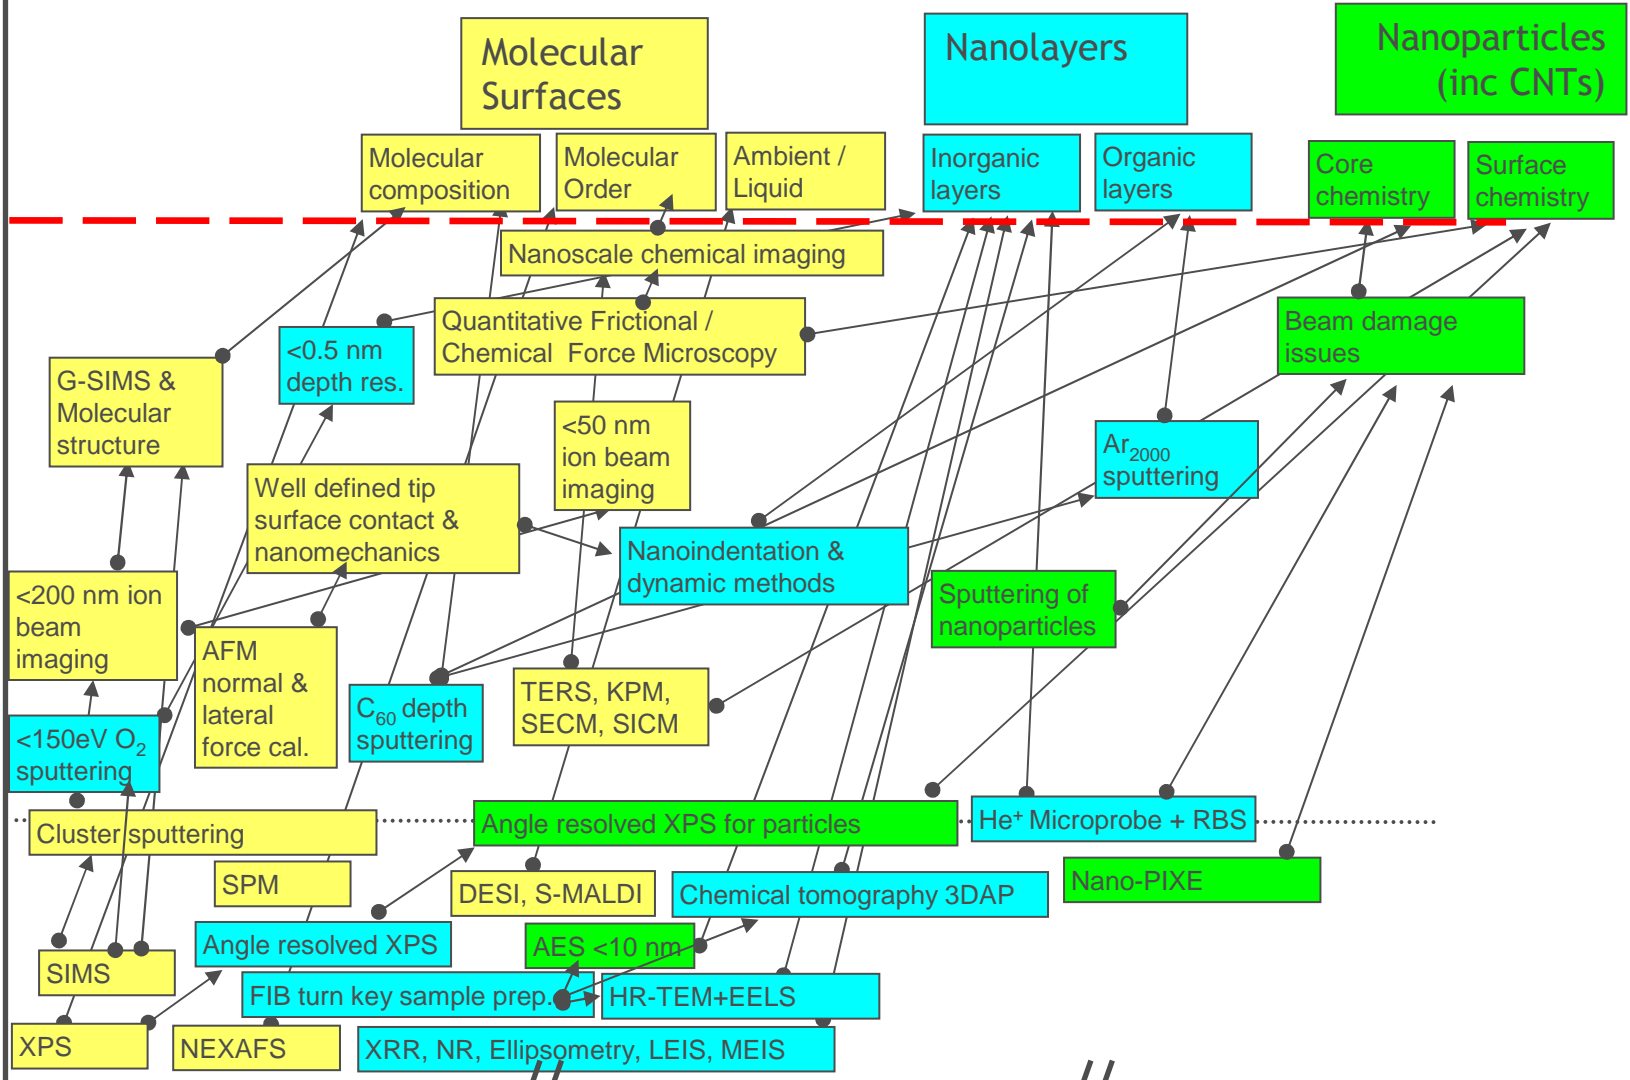 Molecular
Surfaces
Nanolayers
Nanoparticles
(inc CNTs)
Molecular
composition
Molecular
Order
Ambient /
Liquid
Inorganic
layers
Organic
layers
Core
chemistry
Surface
chemistry
Nanoscale chemical imaging
Quantitative Frictional /
Chemical Force Microscopy
<0.5 nm
depth res.
Beam damage
issues
G-SIMS &
Molecular
structure
<50 nm
ion beam
imaging
Ar2000
sputtering
Well defined tip
surface contact &
nanomechanics
Nanoindentation &
dynamic methods
<200 nm ion
beam
imaging
Sputtering of
nanoparticles
AFM
normal &
lateral
force cal.
C60 depth
sputtering
TERS, KPM,
SECM, SICM
<150eV O2
sputtering
Cluster sputtering
Angle resolved XPS for particles
He+ Microprobe + RBS
SPM
DESI, S-MALDI
Chemical tomography 3DAP
Nano-PIXE
Angle resolved XPS
AES <10 nm
SIMS
FIB turn key sample prep.
HR-TEM+EELS
XPS
NEXAFS
XRR, NR, Ellipsometry, LEIS, MEIS